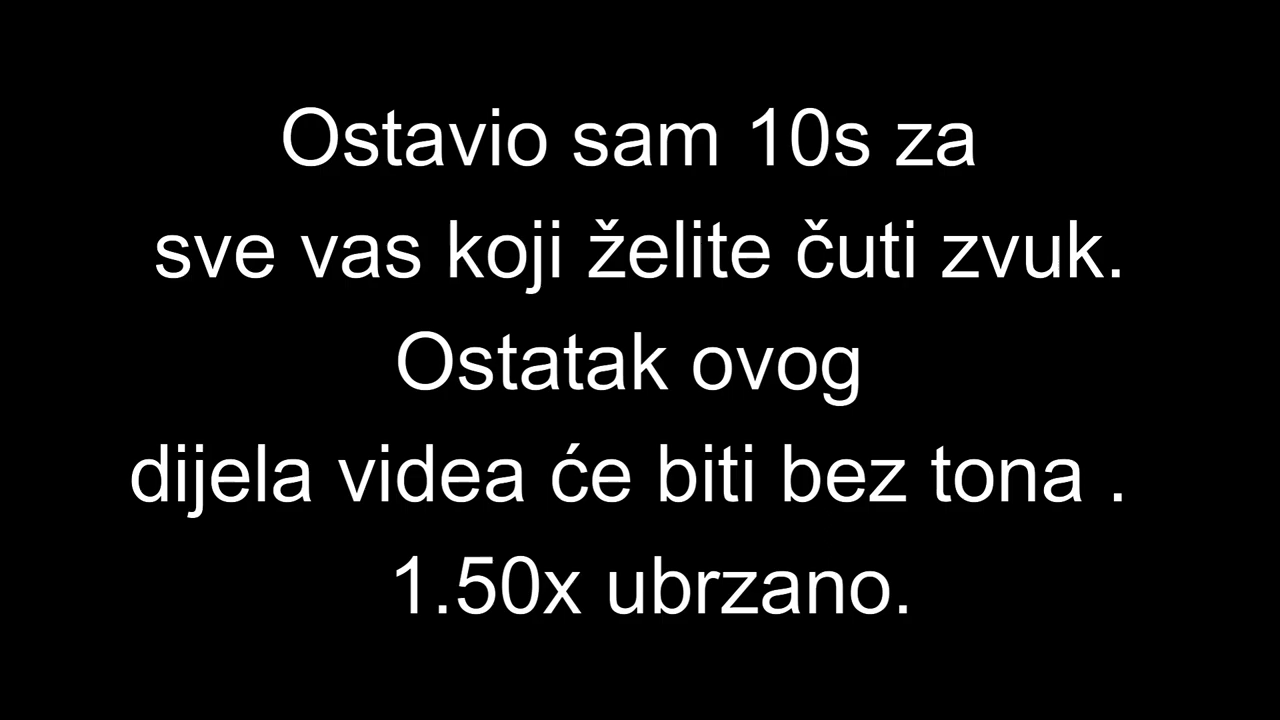 Ostavio sam 10s za
sve vas koji želite čuti zvuk.
Ostatak ovog
dijela videa će biti bez tona .
1.50x ubrzano.